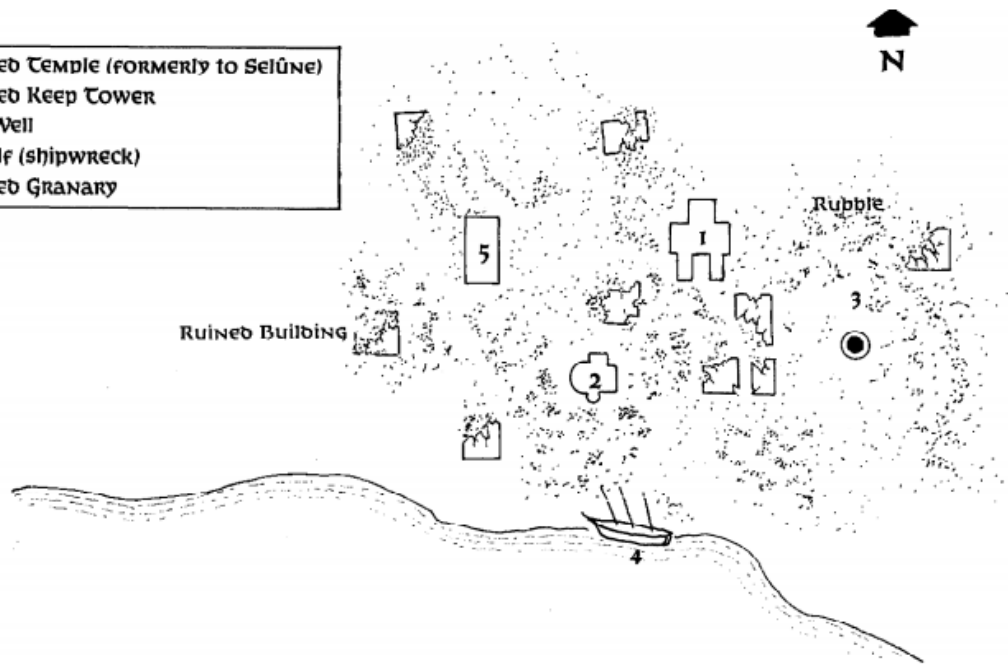 ed Temple (formerly to Selûne)
ed Keep Tower
Well
lf (shipwreck)
ed Granary
N
Rubble
1
5
3
Ruined Building
2
4